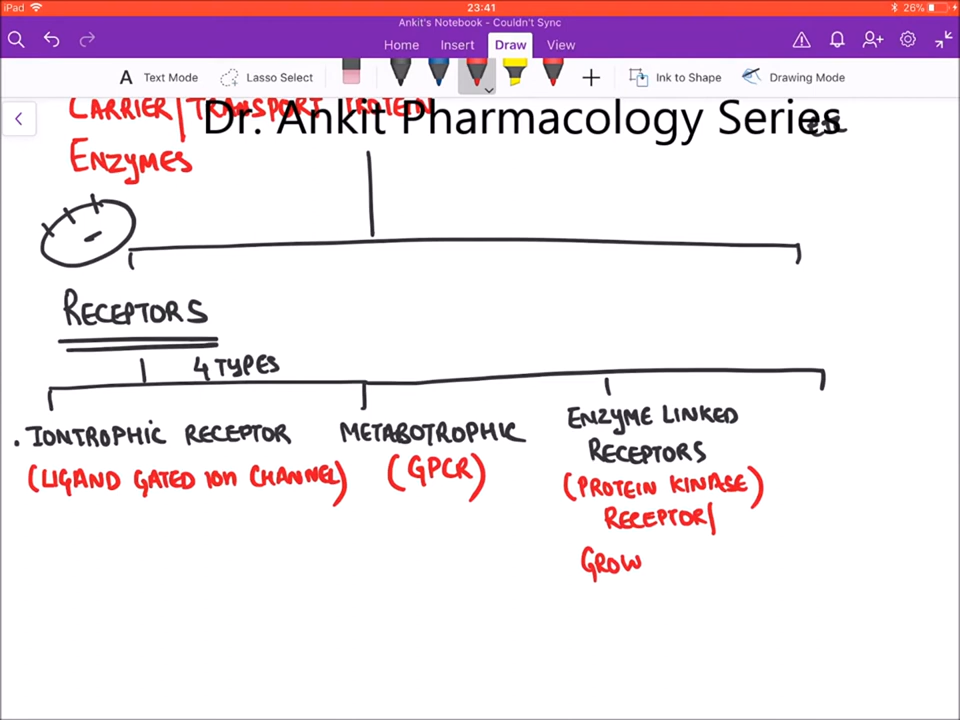 iPad
23:41
26%
Ankit's Notebook - Couldn't Sync
Home Insert Draw View
A Text Mode Lasso Select Ink to Shape Drawing Mode
CARRIER/TRANSPORT PROTEIN
Dr. Ankit Pharmacology Series
ENZYMES
RECEPTORS
4 TYPES
. IONTROPHIC RECEPTOR
(LIGAND GATED ION CHANNEL)
METABOTROPHIC
(GPCR)
ENZYME LINKED
RECEPTORS
(PROTEIN KINASE)
RECEPTOR/
GROW